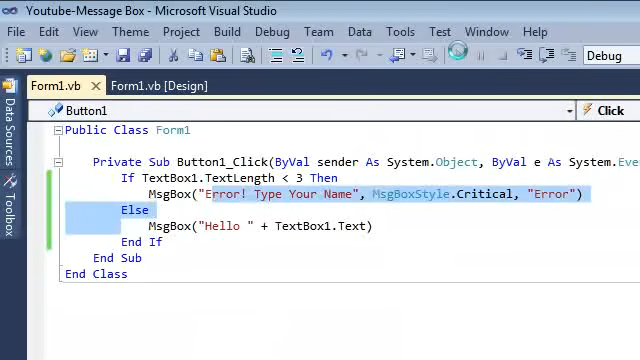 Youtube-Message Box - Microsoft Visual Studio
File Edit View Project Build Debug Team Data Tools Test Window Help
Debug
Form1.vb Form1.vb [Design]
Button1 Click
Data Sources
Toolbox
Public Class Form1
Private Sub Button1_Click(ByVal sender As System.Object, ByVal e As System.Eve
If TextBox1.TextLength < 3 Then
MsgBox("Error! Type Your Name", MsgBoxStyle.Critical, "Error")
Else
MsgBox("Hello " + TextBox1.Text)
End If
End Sub
End Class